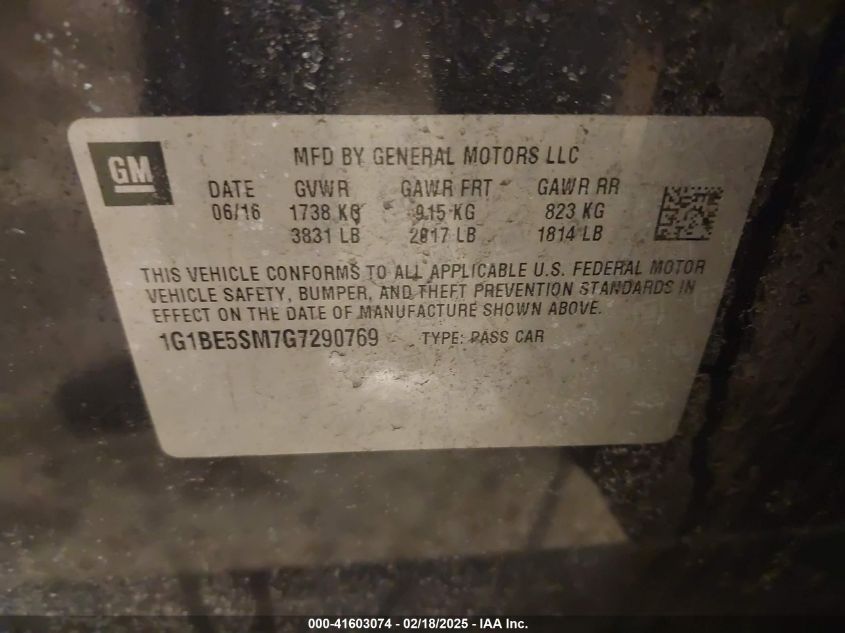 GM
MFD BY GENERAL MOTORS LLC
DATE GVWR GAWR FRT GAWR RR
06/16 1738 KG 915 KG 823 KG
3831 LB 2017 LB 1814 LB
THIS VEHICLE CONFORMS TO ALL APPLICABLE U.S. FEDERAL MOTOR
VEHICLE SAFETY, BUMPER, AND THEFT PREVENTION STANDARDS IN
EFFECT ON THE DATE OF MANUFACTURE SHOWN ABOVE.
1G1BE5SM7G7290769 TYPE: PASS CAR
000-41603074 - 02/18/2025 - IAA Inc.